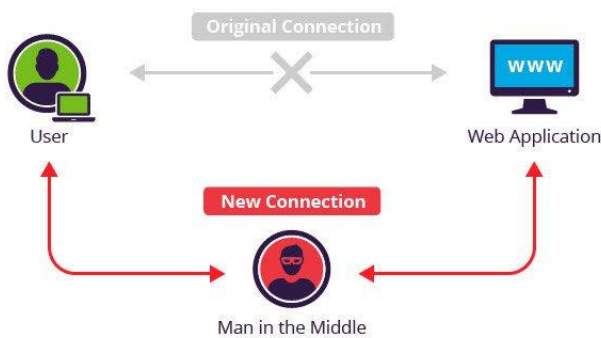 Original Connection
www
User
Web Application
New Connection
Man in the Middle